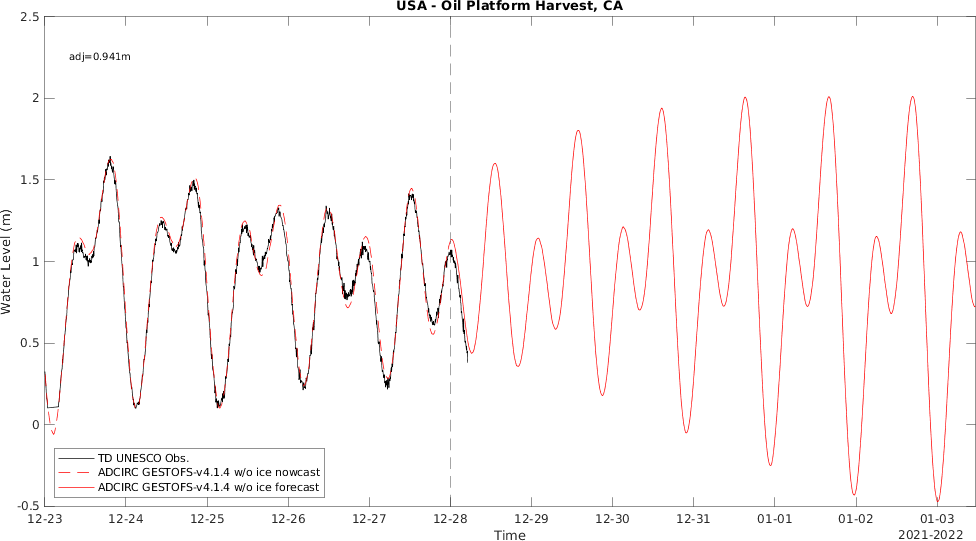 USA - Oil Platform Harvest, CA
2.5
adj=0.941m
2
1.5
1
0.5
0
-0.5
Water Level (m)
TD UNESCO Obs.
ADCIRC GESTOFS-v4.1.4 w/o ice nowcast
ADCIRC GESTOFS-v4.1.4 w/o ice forecast
12-23 12-24 12-25 12-26 12-27 12-28 12-29 12-30 12-31 01-01 01-02 01-03
Time
2021-2022